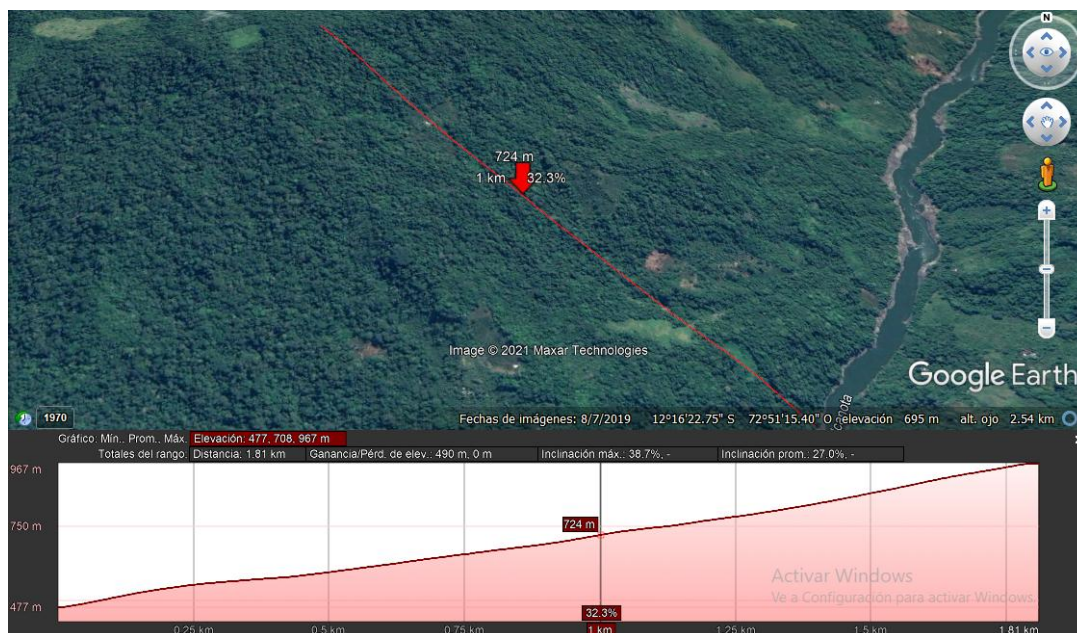 N
724 m
1 km 32.3%
Image © 2021 Maxar Technologies
Google Earth
1970
Fechas de imágenes: 8/7/2019 12°16'22.75" S 72°51'15.40" O elevación 695 m alt. ojo 2.54 km
Gráfico: Mín., Prom., Máx. Elevación: 477, 708, 967 m
Totales del rango: Distancia: 1.81 km Ganancia/Pérd. de elev.: 490 m, 0 m Inclinación máx.: 38.7%, - Inclinación prom.: 27.0%, -
967 m
750 m
724 m
477 m
Activar Windows
Ve a Configuración para activar Windows.
32.3%
0.25 km 0.5 km 0.75 km 1 km 1.25 km 1.5 km 1.81 km